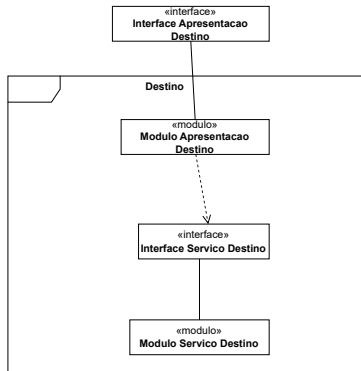 «interface»
Interface Apresentacao
Destino
Destino
«modulo»
Modulo Apresentacao
Destino
«interface»
Interface Servico Destino
«modulo»
Modulo Servico Destino